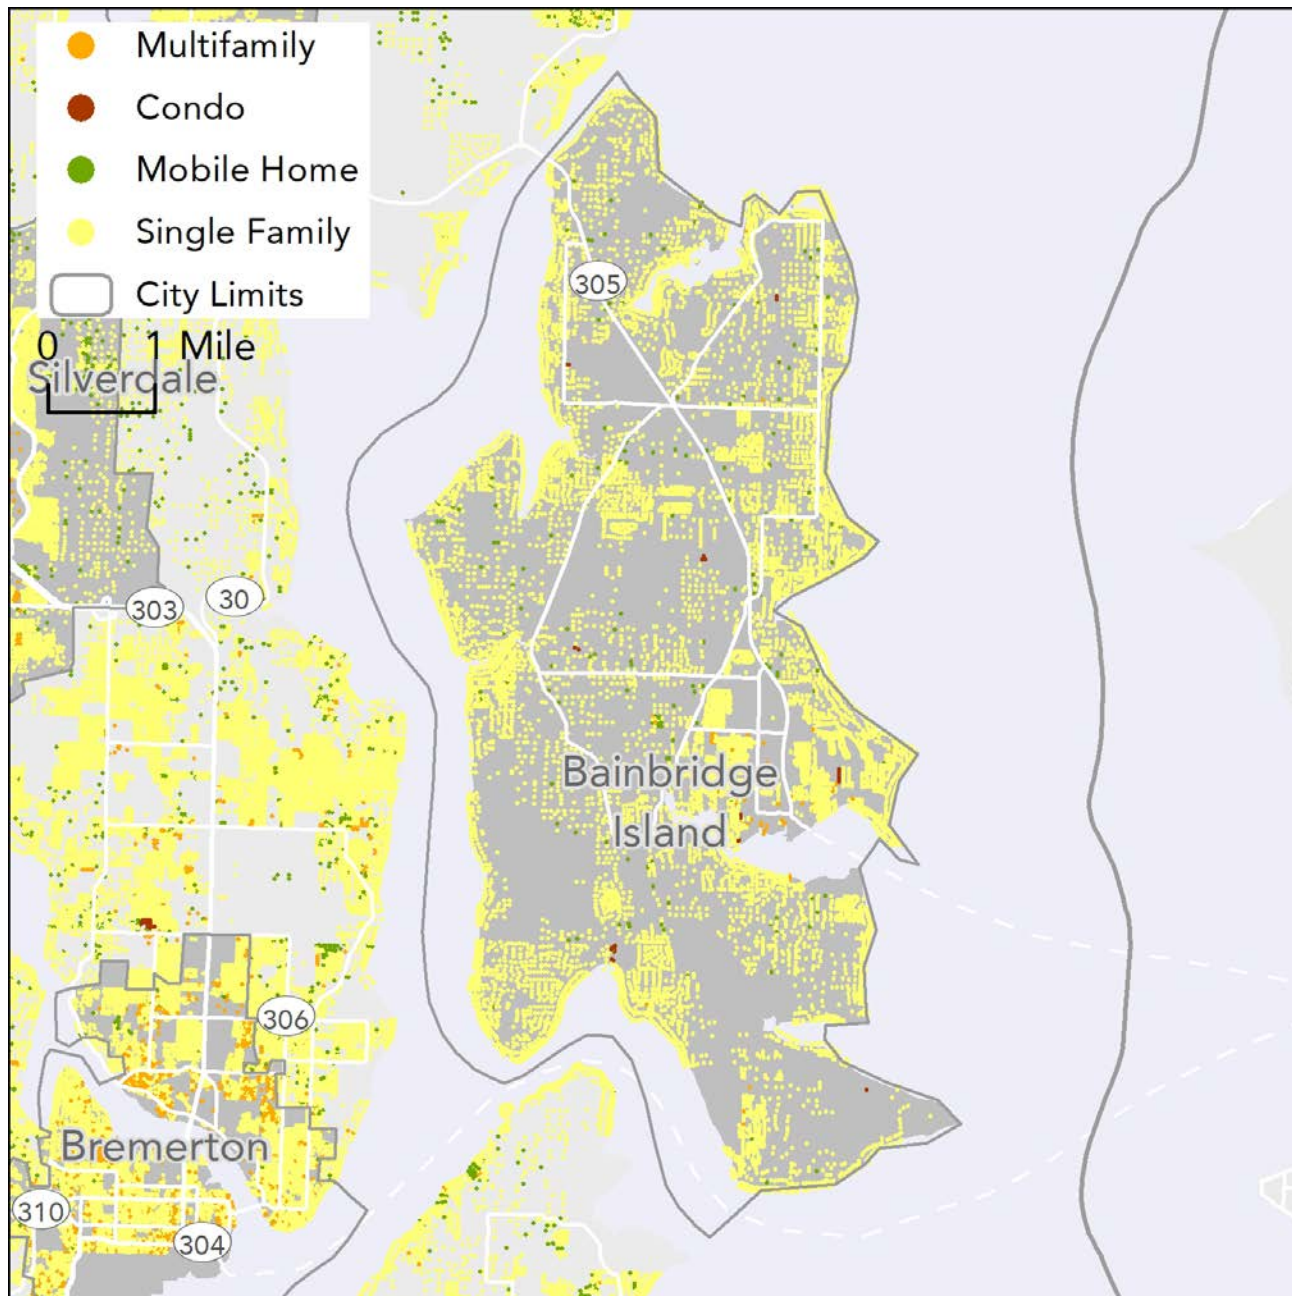 Multifamily
Condo
Mobile Home
Single Family
City Limits
0 1 Mile
Silverdale
305
303
30
Bainbridge
Island
306
Bremerton
310
304